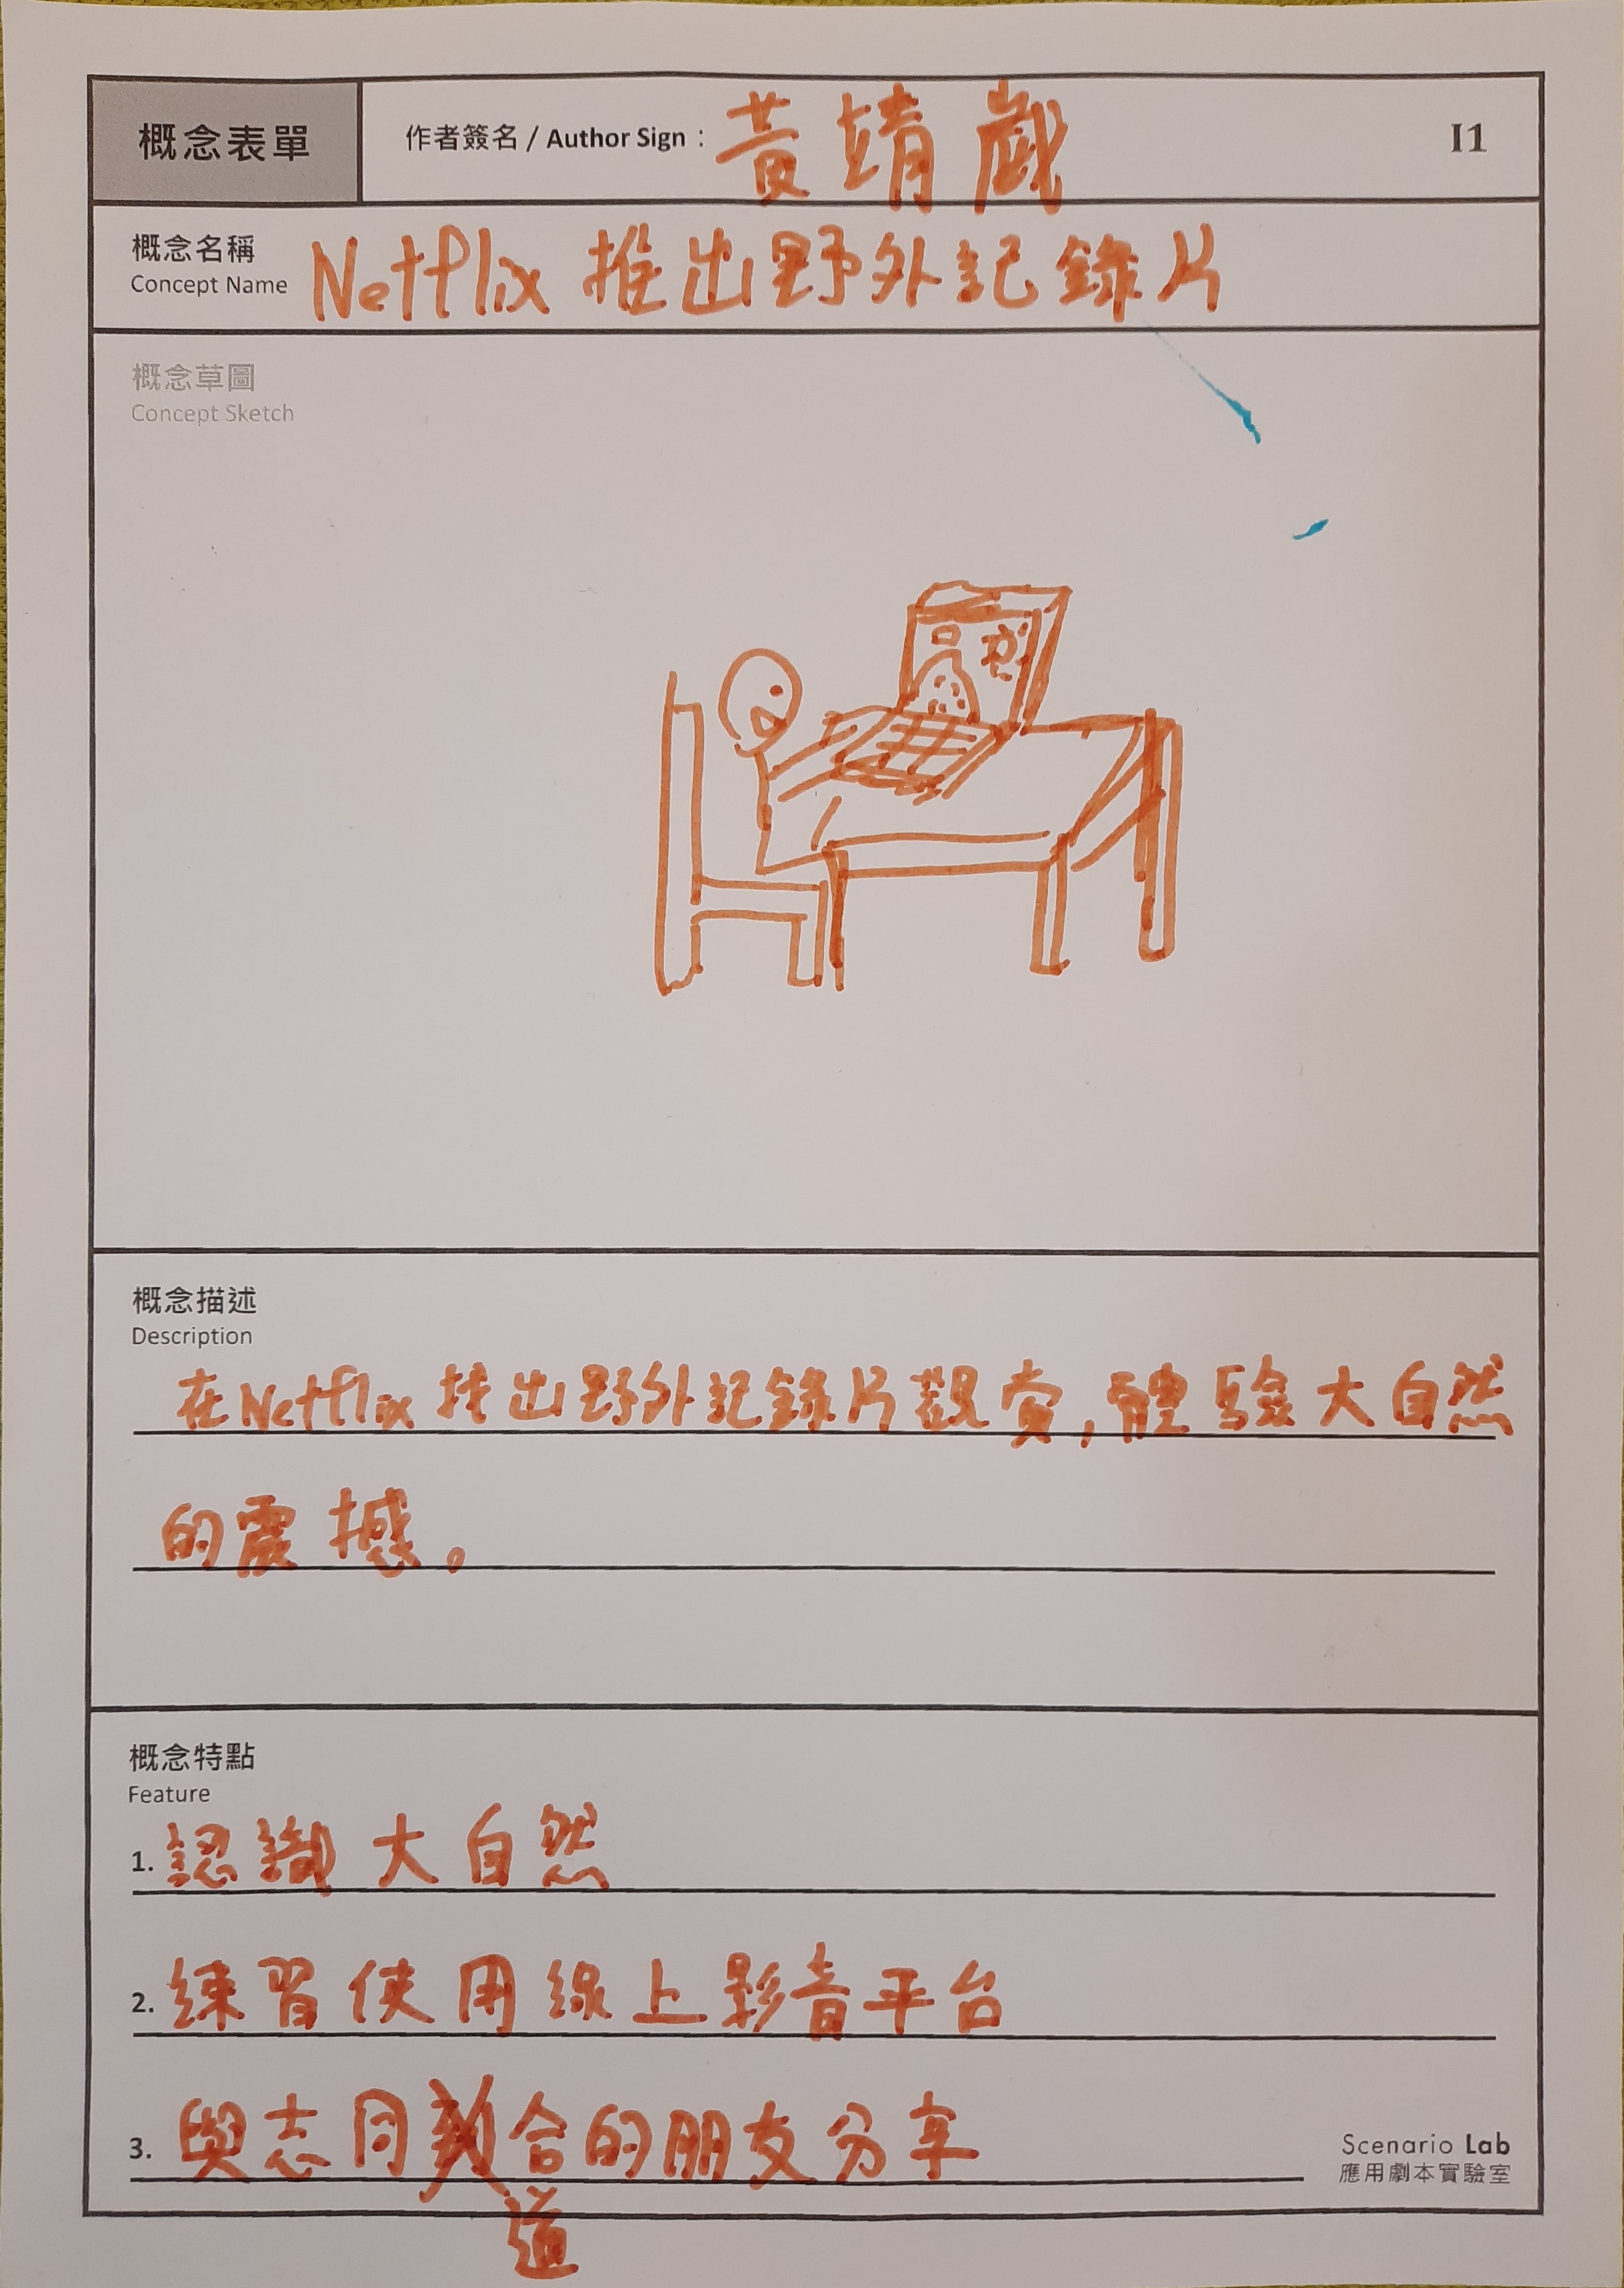 概念表單
作者簽名 / Author Sign : 黃靖崴
I1
概念名稱
Concept Name
Netflix 推出野外記錄片
概念草圖
Concept Sketch
概念描述
Description
在Netflix 找出野外記錄片觀賞,體驗大自然
的震撼。
概念特點
Feature
1. 認識大自然
2. 練習使用線上影音平台
3. 與志同合的朋友分享
道
Scenario Lab
應用劇本實驗室